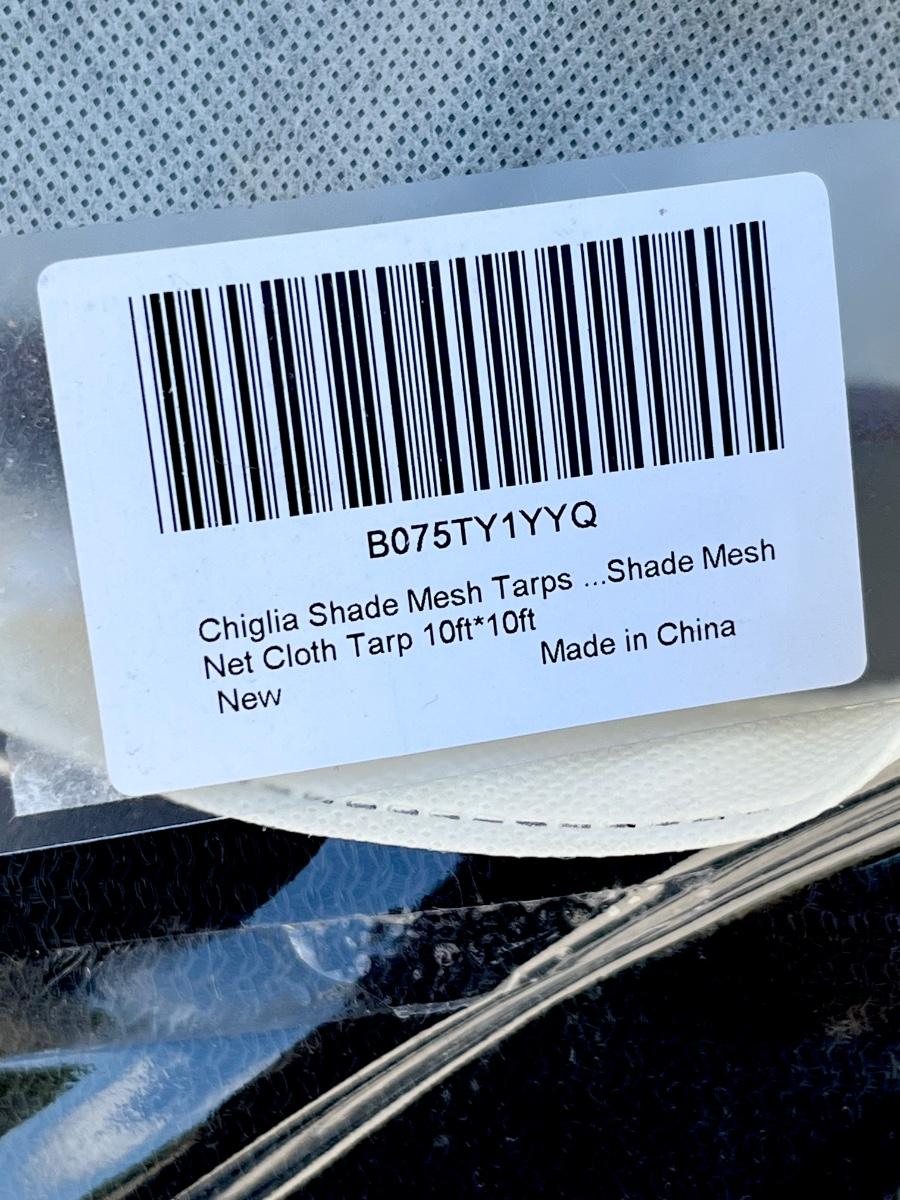 B075TY1YYQ
Chiglia Shade Mesh Tarps ...Shade Mesh
Net Cloth Tarp 10ft*10ft
Made in China
New